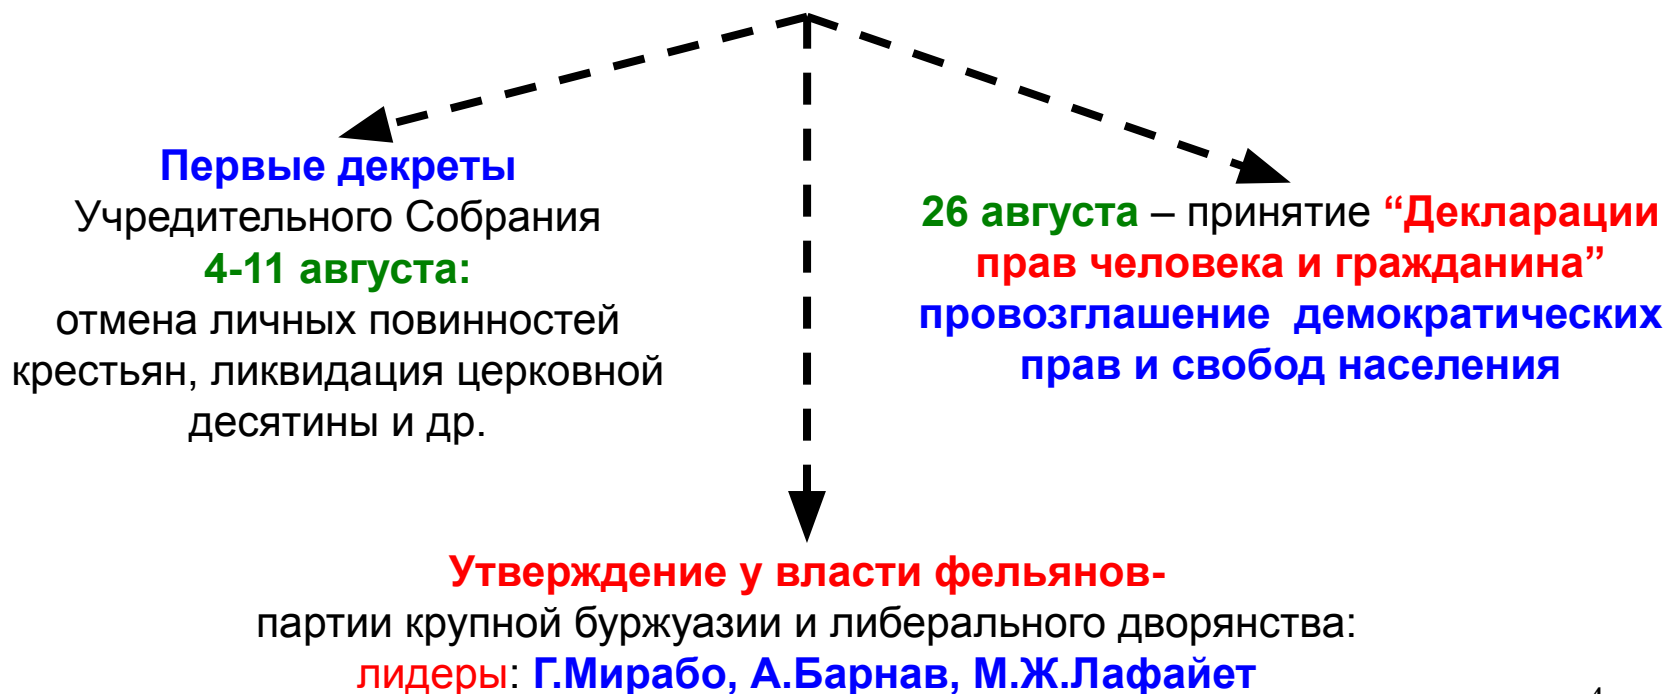 Первые декреты
Учредительного Собрания
4-11 августа:
отмена личных повинностей
крестьян, ликвидация церковной
десятины и др.
26 августа – принятие “Декларации
прав человека и гражданина”
провозглашение демократических
прав и свобод населения
Утверждение у власти фельянов-
партии крупной буржуазии и либерального дворянства:
лидеры: Г.Мирабо, А.Барнав, М.Ж.Лафайет